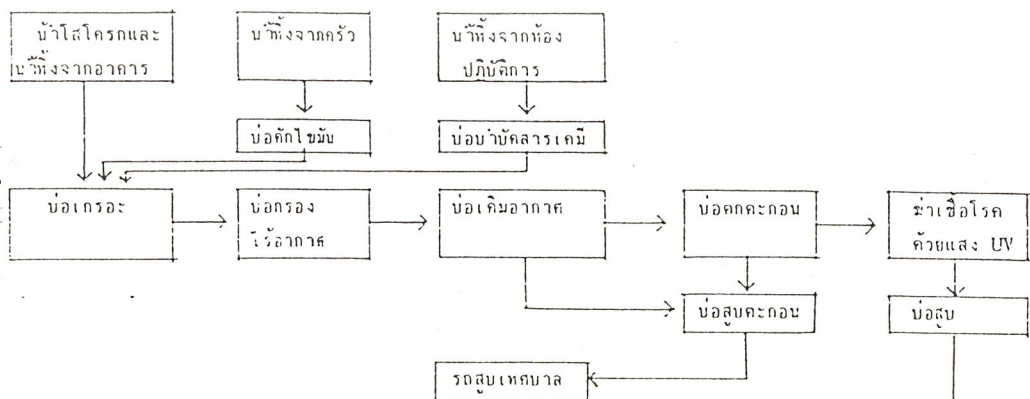 น้ำโสโครกและ
น้ำทิ้งจากอาคาร
น้ำทิ้งจากครัว
น้ำทิ้งจากห้อง
ปฏิบัติการ
บ่อดักไขมัน
บ่อบำบัดสารเคมี
บ่อเกรอะ
บ่อกรอง
ไร้อากาศ
บ่อเติมอากาศ
บ่อตกตะกอน
ฆ่าเชื้อโรค
ด้วยแสง UV
บ่อสูบตะกอน
บ่อสูบ
รถสูบเทศบาล